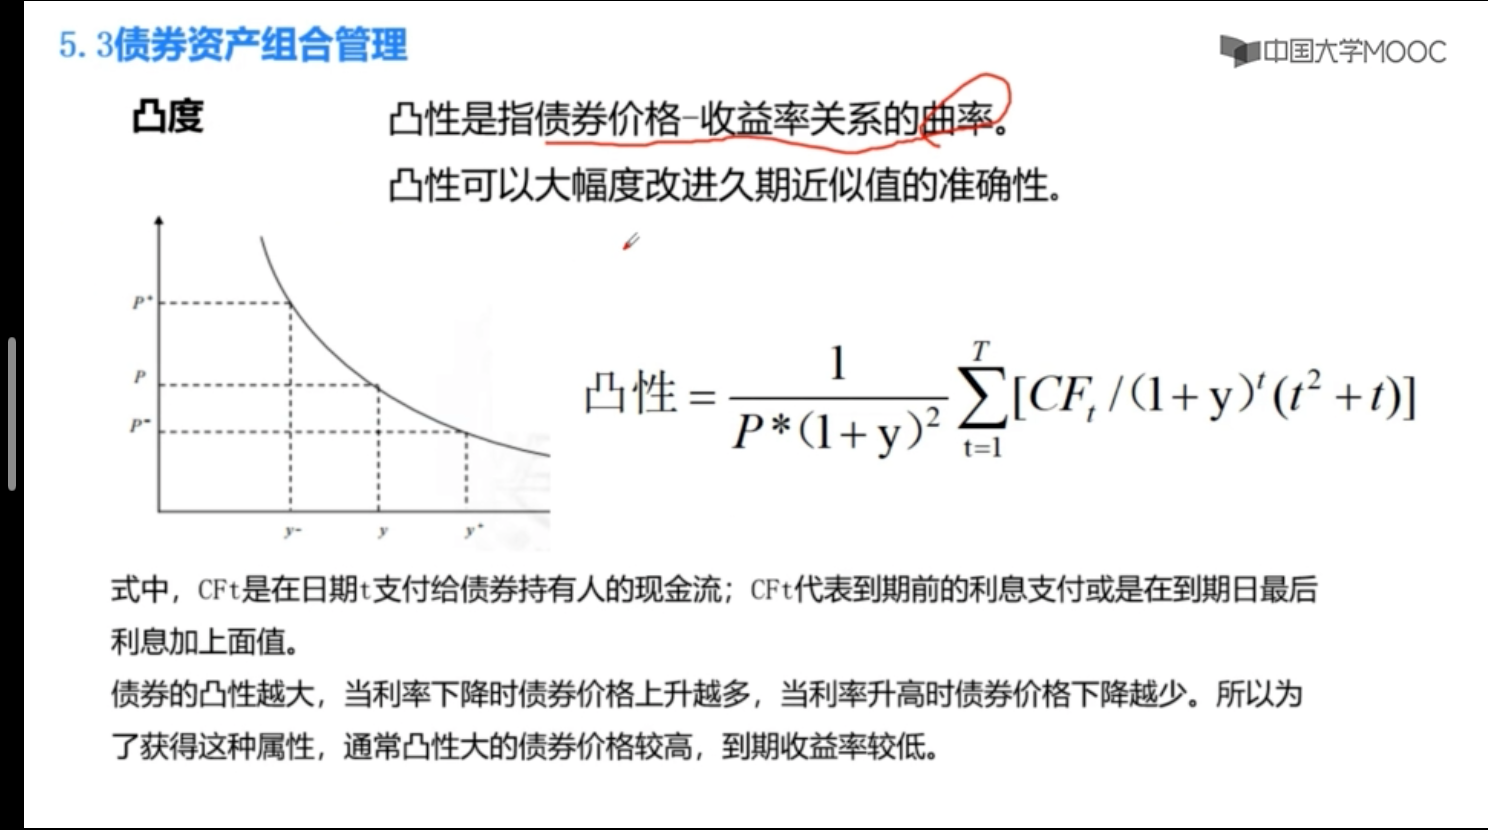 5.3债券资产组合管理
中国大学MOOC
凸度
凸性是指债券价格-收益率关系的曲率。
凸性可以大幅度改进久期近似值的准确性。
P⁺
P
P⁻
y⁻ y y⁺
凸性 = 1 / P*(1+y)² T∑t=1 [CFₜ/(1+y)ᵗ(t²+t)]
式中，CFt是在日期t支付给债券持有人的现金流；CFt代表到期前的利息支付或是在到期日最后
利息加上面值。
债券的凸性越大，当利率下降时债券价格上升越多，当利率升高时债券价格下降越少。所以为
了获得这种属性，通常凸性大的债券价格较高，到期收益率较低。